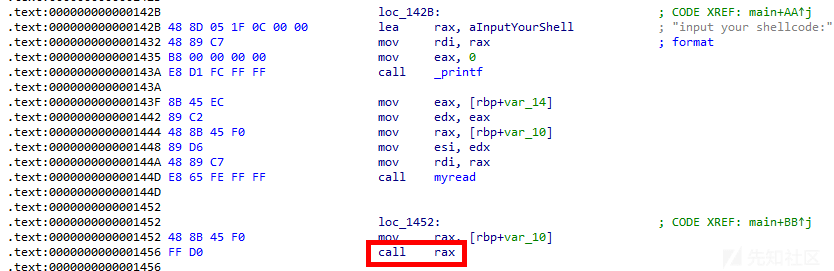 .text:000000000000142B loc_142B: ; CODE XREF: main+AA↑j
.text:000000000000142B 48 8D 05 1F 0C 00 00 lea rax, aInputYourShell ; "input your shellcode:"
.text:0000000000001432 48 89 C7 mov rdi, rax ; format
.text:0000000000001435 B8 00 00 00 00 mov eax, 0
.text:000000000000143A E8 D1 FC FF FF call _printf
.text:000000000000143A
.text:000000000000143F 8B 45 EC mov eax, [rbp+var_14]
.text:0000000000001442 89 C2 mov edx, eax
.text:0000000000001444 48 8B 45 F0 mov rax, [rbp+var_10]
.text:0000000000001448 89 D6 mov esi, edx
.text:000000000000144A 48 89 C7 mov rdi, rax
.text:000000000000144D E8 65 FE FF FF call myread
.text:000000000000144D
.text:0000000000001452
.text:0000000000001452 loc_1452: ; CODE XREF: main+BB↑j
.text:0000000000001452 48 8B 45 F0 mov rax, [rbp+var_10]
.text:0000000000001456 FF D0 call rax
.text:0000000000001456
先知社区